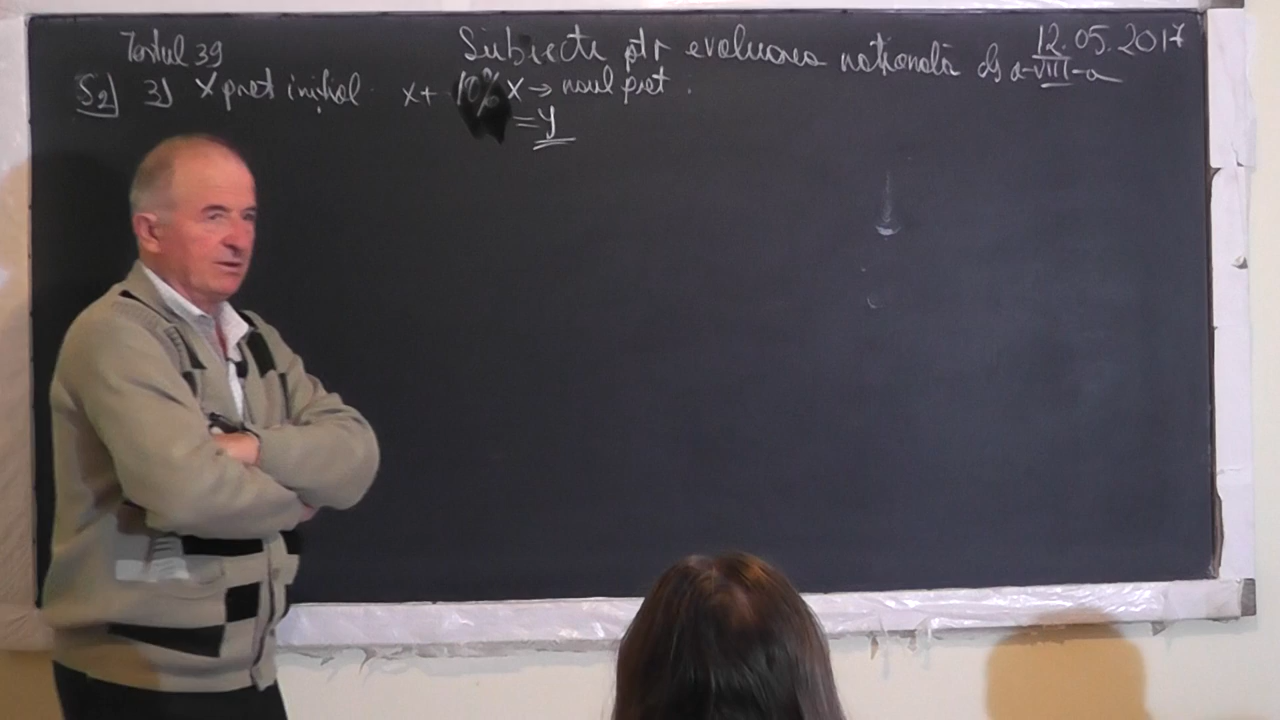 Testul 39 Subiecte ptr evaluarea națională cls a-VIII-a 12.05.2017
S2] 3) X preț inițial x + 10% x → noul preț
= y